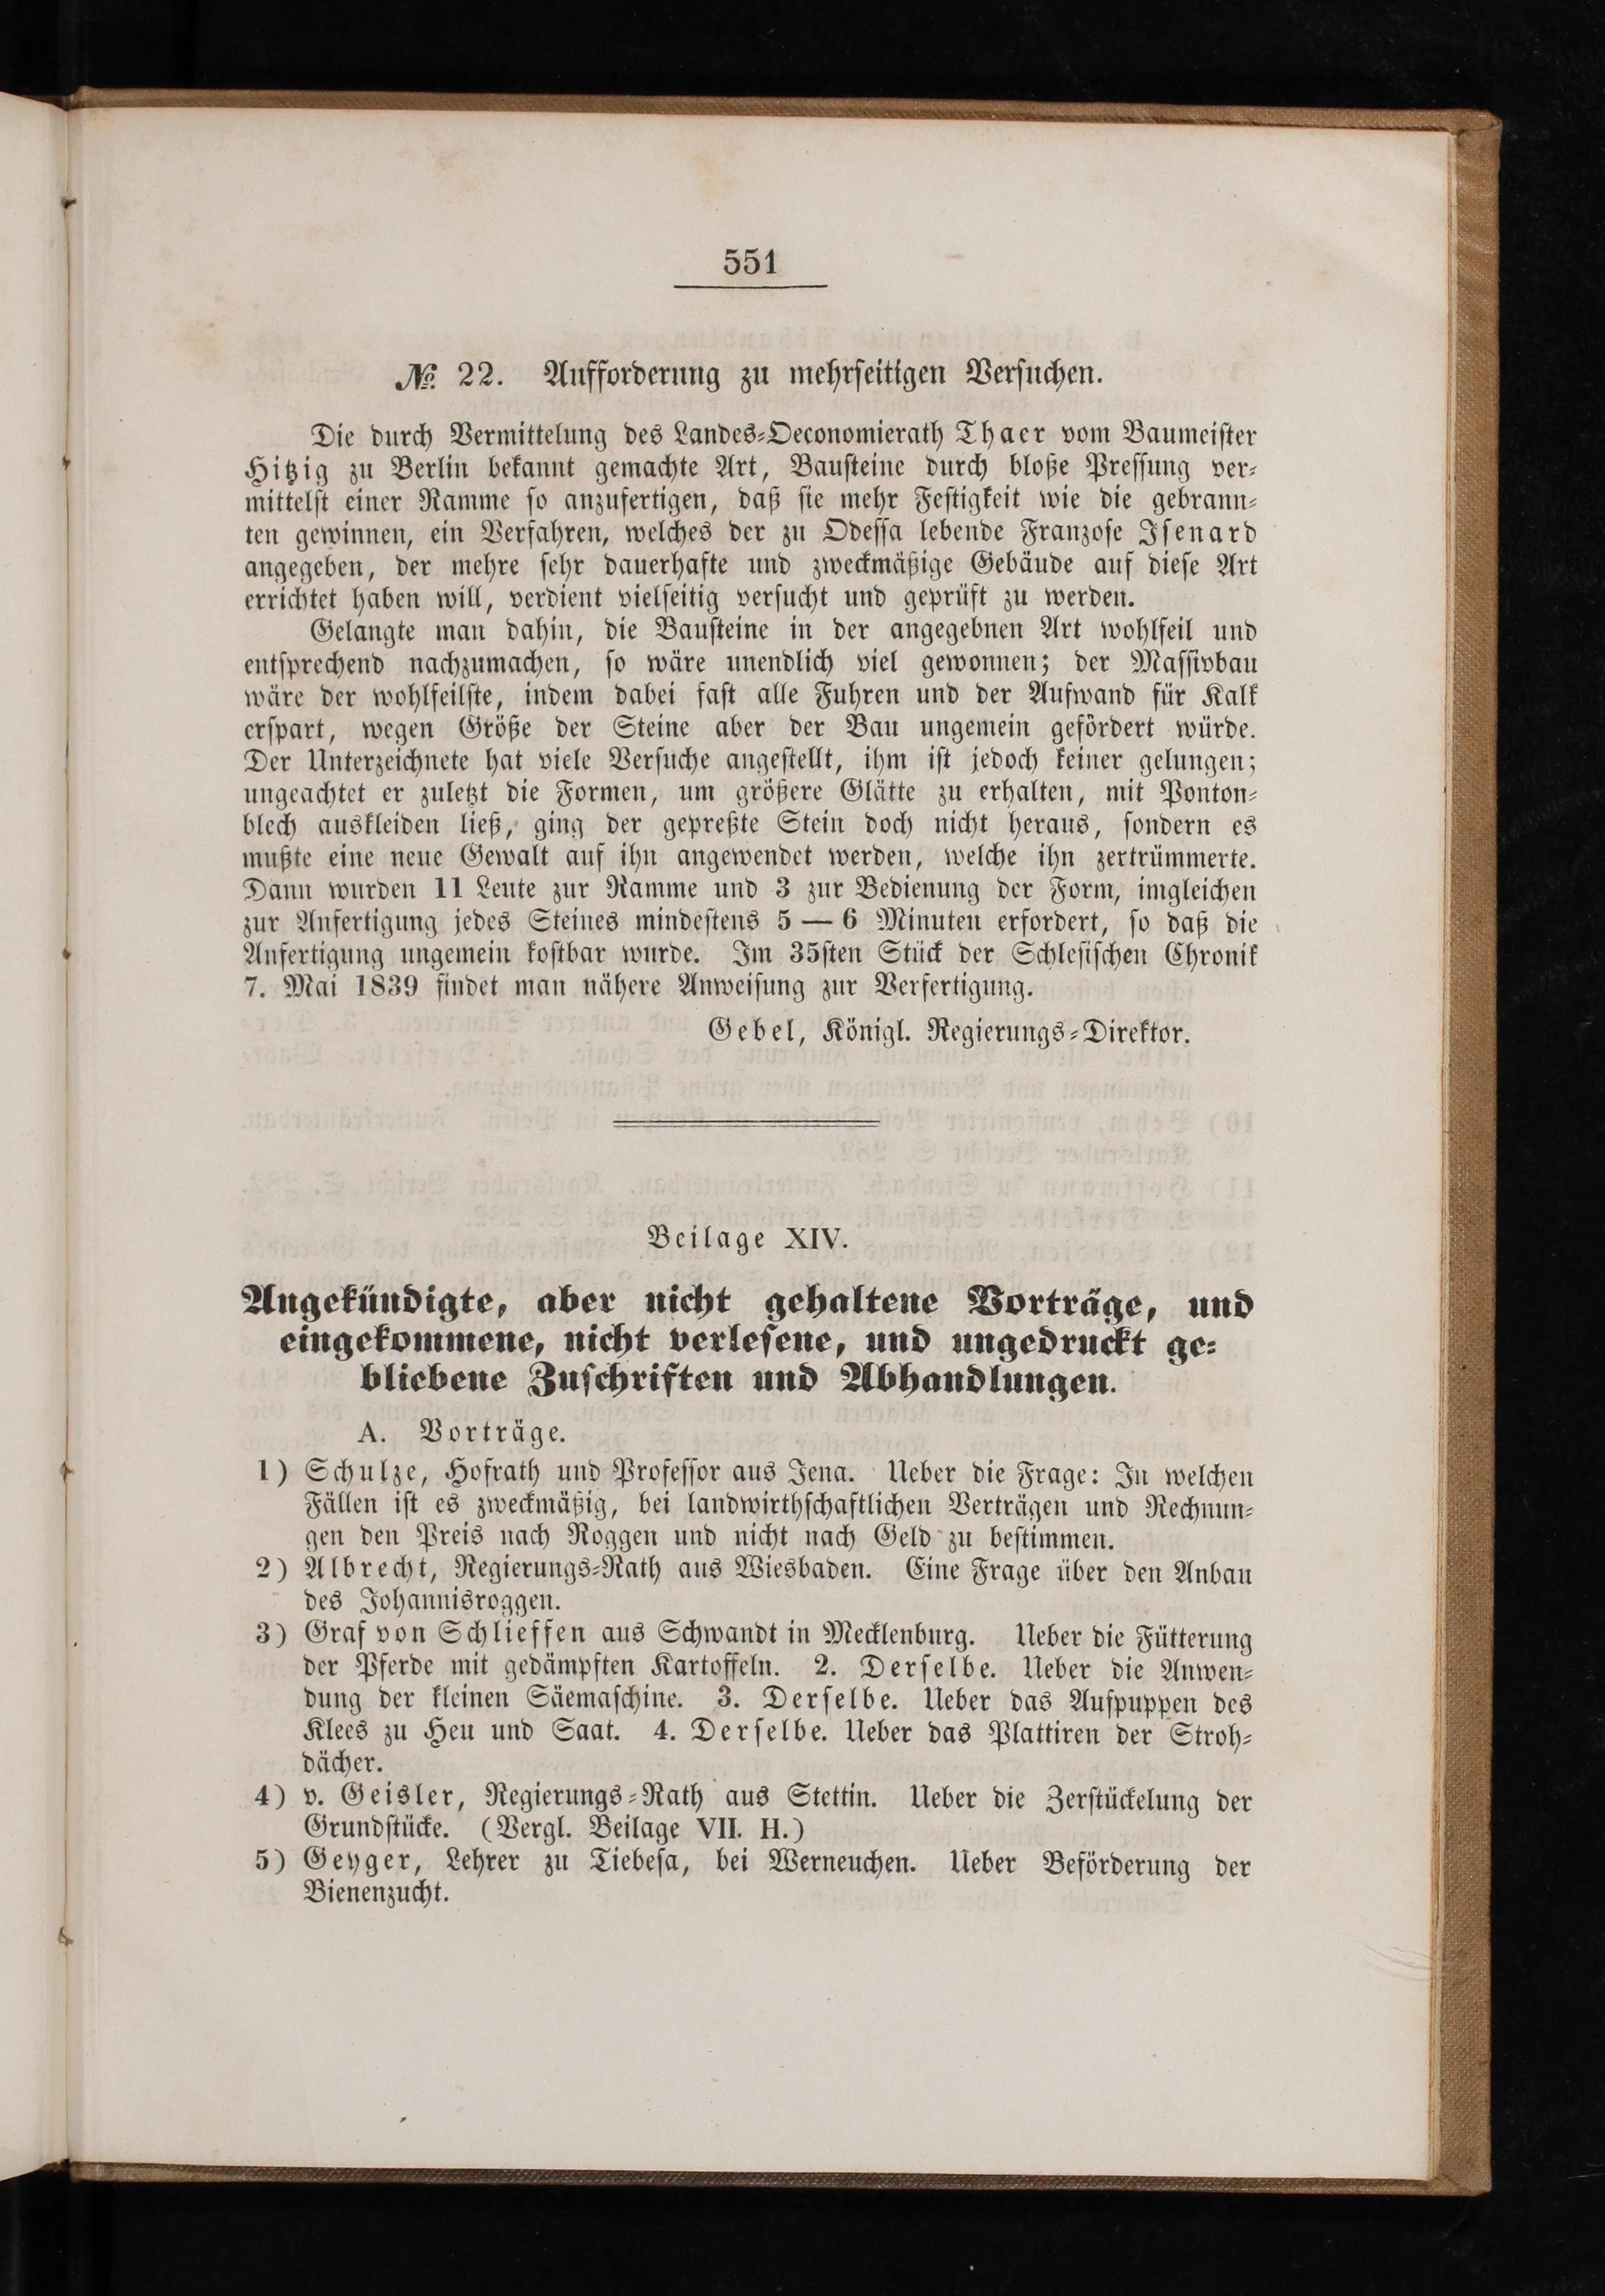 551
№ 22. Aufforderung zu mehrseitigen Versuchen.
Die durch Vermittelung des Landes-Oeconomierath Thaer vom Baumeister
Hitzig zu Berlin bekannt gemachte Art, Bausteine durch bloße Pressung ver-
mittelst einer Ramme so anzufertigen, daß sie mehr Festigkeit wie die gebrann-
ten gewinnen, ein Verfahren, welches der zu Odessa lebende Franzose Isenard
angegeben, der mehre sehr dauerhafte und zweckmäßige Gebäude auf diese Art
errichtet haben will, verdient vielseitig versucht und geprüft zu werden.
Gelangte man dahin, die Bausteine in der angegebnen Art wohlfeil und
entsprechend nachzumachen, so wäre unendlich viel gewonnen; der Massivbau
wäre der wohlfeilste, indem dabei fast alle Fuhren und der Aufwand für Kalk
erspart, wegen Größe der Steine aber der Bau ungemein gefördert würde.
Der Unterzeichnete hat viele Versuche angestellt, ihm ist jedoch keiner gelungen;
ungeachtet er zuletzt die Formen, um größere Glätte zu erhalten, mit Ponton-
blech auskleiden ließ, ging der gepreßte Stein doch nicht heraus, sondern es
mußte eine neue Gewalt auf ihn angewendet werden, welche ihn zertrümmerte.
Dann wurden 11 Leute zur Ramme und 3 zur Bedienung der Form, imgleichen
zur Anfertigung jedes Steines mindestens 5 — 6 Minuten erfordert, so daß die
Anfertigung ungemein kostbar wurde. Im 35sten Stück der Schlesischen Chronik
7. Mai 1839 findet man nähere Anweisung zur Verfertigung.
Gebel, Königl. Regierungs-Direktor.
Beilage XIV.
Angekündigte, aber nicht gehaltene Vorträge, und
eingekommene, nicht verlesene, und ungedruckt ge-
bliebene Zuschriften und Abhandlungen.
A. Vorträge.
1) Schulze, Hofrath und Professor aus Jena. Ueber die Frage: In welchen
Fällen ist es zweckmäßig, bei landwirthschaftlichen Verträgen und Rechnun-
gen den Preis nach Roggen und nicht nach Geld zu bestimmen.
2) Albrecht, Regierungs-Rath aus Wiesbaden. Eine Frage über den Anbau
des Johannisroggen.
3) Graf von Schlieffen aus Schwandt in Mecklenburg. Ueber die Fütterung
der Pferde mit gedämpften Kartoffeln. 2. Derselbe. Ueber die Anwen-
dung der kleinen Säemaschine. 3. Derselbe. Ueber das Aufpuppen des
Klees zu Heu und Saat. 4. Derselbe. Ueber das Plattiren der Stroh-
dächer.
4) v. Geisler, Regierungs-Rath aus Stettin. Ueber die Zerstückelung der
Grundstücke. (Vergl. Beilage VII. H.)
5) Geyger, Lehrer zu Tiebesa, bei Werneuchen. Ueber Beförderung der
Bienenzucht.